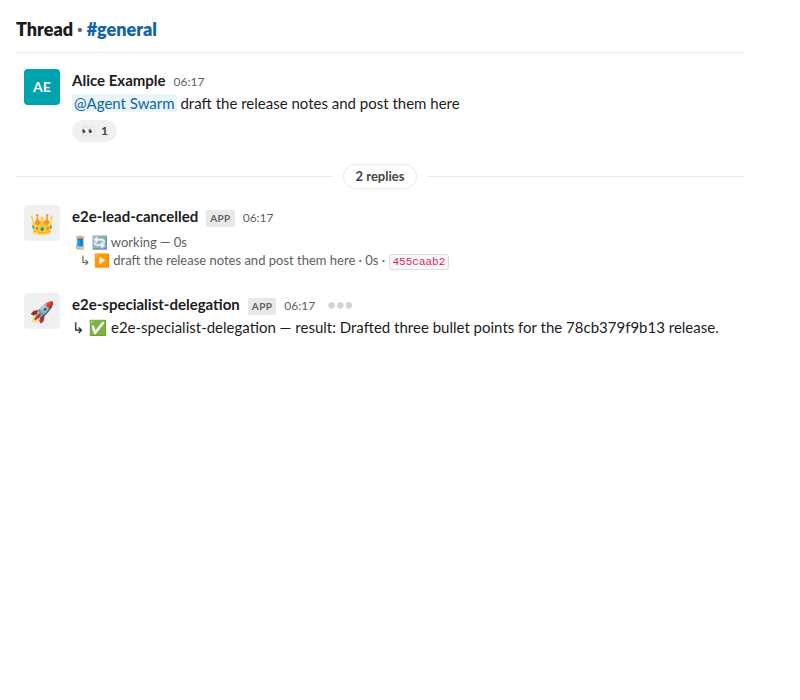 Thread • #general
AE
Alice Example 06:17
@Agent Swarm draft the release notes and post them here
👀 1
2 replies
e2e-lead-cancelled APP 06:17
🧵 🔄 working — 0s
↳ ▶️ draft the release notes and post them here · 0s · 455caab2
e2e-specialist-delegation APP 06:17
↳ ✅ e2e-specialist-delegation — result: Drafted three bullet points for the 78cb379f9b13 release.